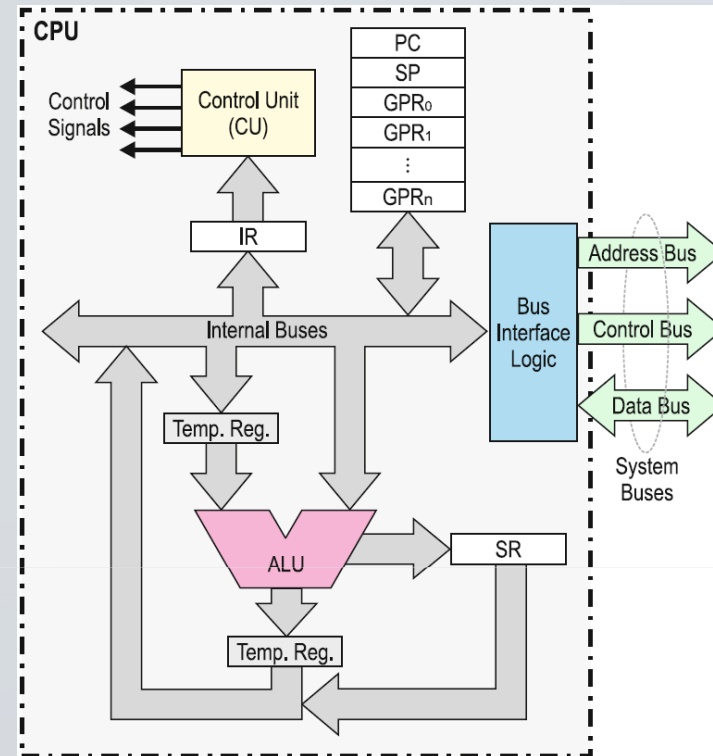 CPU
Control
Signals
Control Unit
(CU)
PC
SP
GPR0
GPR1
⋮
GPRn
IR
Internal Buses
Bus
Interface
Logic
Address Bus
Control Bus
Data Bus
System
Buses
Temp. Reg.
ALU
SR
Temp. Reg.